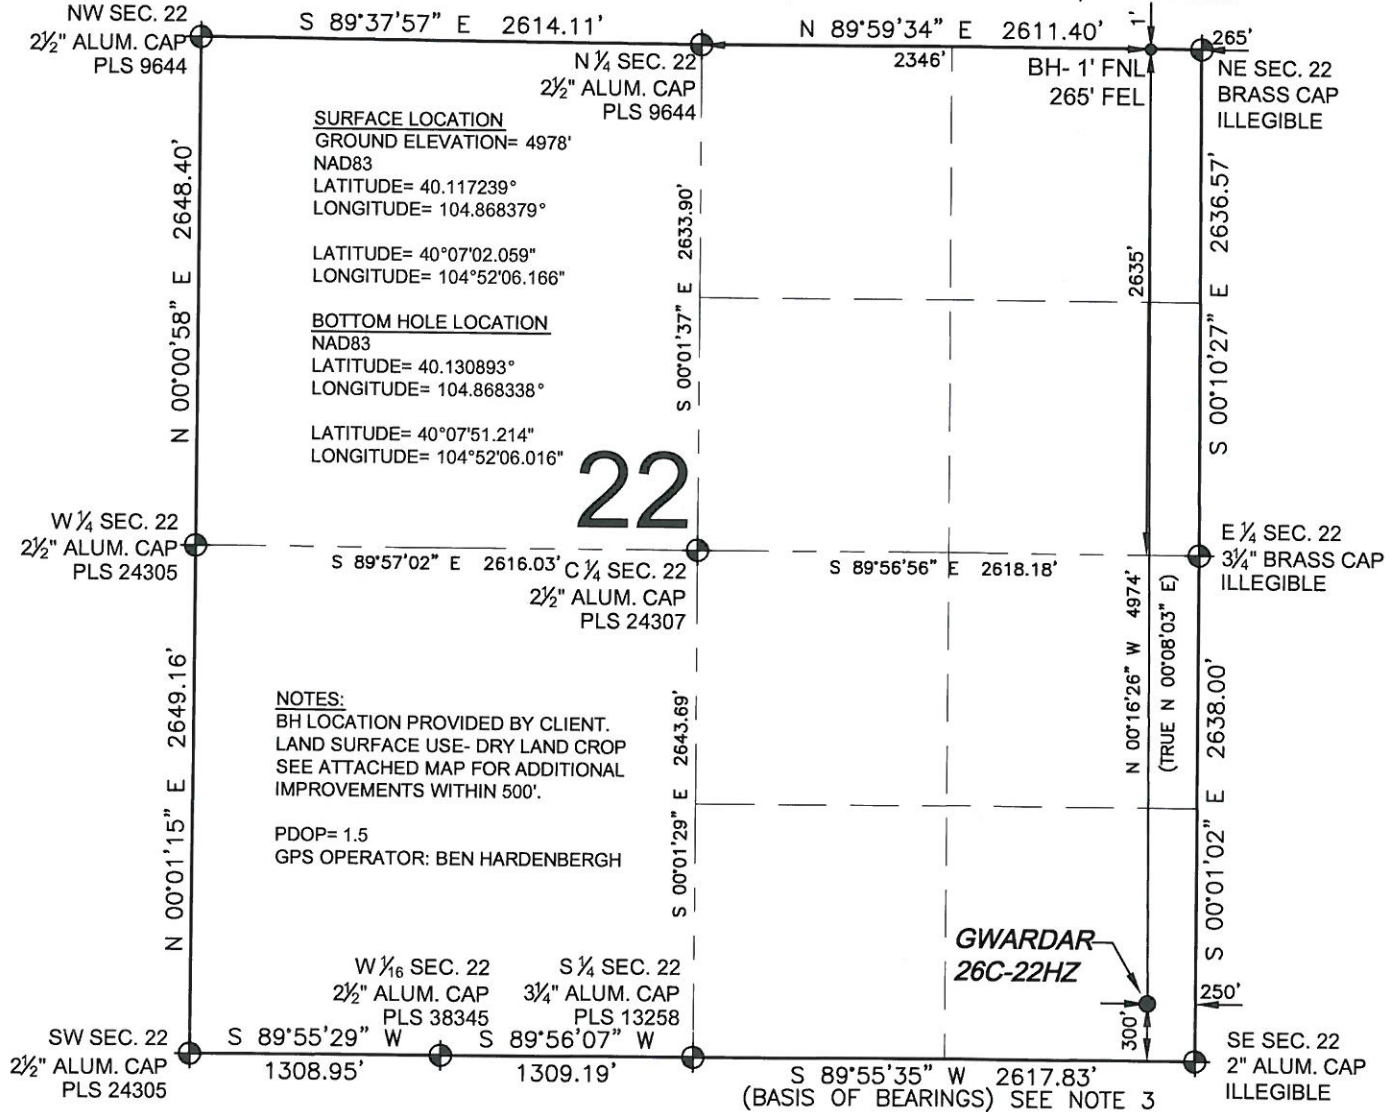 NW SEC. 22
2½" ALUM. CAP
PLS 9644
S 89°37'57" E 2614.11'
N 89°59'34" E 2611.40'
1'
265'
N ¼ SEC. 22
2½" ALUM. CAP
PLS 9644
2346'
BH- 1' FNL
265' FEL
NE SEC. 22
BRASS CAP
ILLEGIBLE
SURFACE LOCATION
GROUND ELEVATION= 4978'
NAD83
LATITUDE= 40.117239°
LONGITUDE= 104.868379°
LATITUDE= 40°07'02.059"
LONGITUDE= 104°52'06.166"
BOTTOM HOLE LOCATION
NAD83
LATITUDE= 40.130893°
LONGITUDE= 104.868338°
LATITUDE= 40°07'51.214"
LONGITUDE= 104°52'06.016"
N 00°00'58" E 2648.40'
S 00°01'37" E 2633.90'
2635'
S 00°10'27" E 2636.57'
22
W ¼ SEC. 22
2½" ALUM. CAP
PLS 24305
S 89°57'02" E 2616.03'
C ¼ SEC. 22
2½" ALUM. CAP
PLS 24307
S 89°56'56" E 2618.18'
E ¼ SEC. 22
3¼" BRASS CAP
ILLEGIBLE
N 00°01'15" E 2649.16'
NOTES:
BH LOCATION PROVIDED BY CLIENT.
LAND SURFACE USE- DRY LAND CROP
SEE ATTACHED MAP FOR ADDITIONAL
IMPROVEMENTS WITHIN 500'.
PDOP= 1.5
GPS OPERATOR: BEN HARDENBERGH
S 00°01'29" E 2643.69'
N 00°16'26" W 4974'
(TRUE N 00°08'03" E)
S 00°01'02" E 2638.00'
GWARDAR
26C-22HZ
250'
300'
W 1/16 SEC. 22
2½" ALUM. CAP
PLS 38345
S ¼ SEC. 22
3¼" ALUM. CAP
PLS 13258
SW SEC. 22
2½" ALUM. CAP
PLS 24305
S 89°55'29" W
1308.95'
S 89°56'07" W
1309.19'
S 89°55'35" W 2617.83'
(BASIS OF BEARINGS) SEE NOTE 3
SE SEC. 22
2" ALUM. CAP
ILLEGIBLE